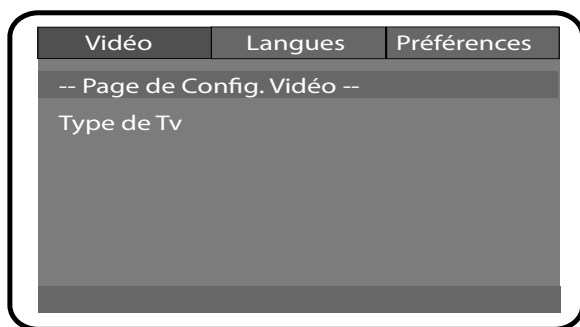 Vidéo Langues Préférences
-- Page de Config. Vidéo --
Type de Tv